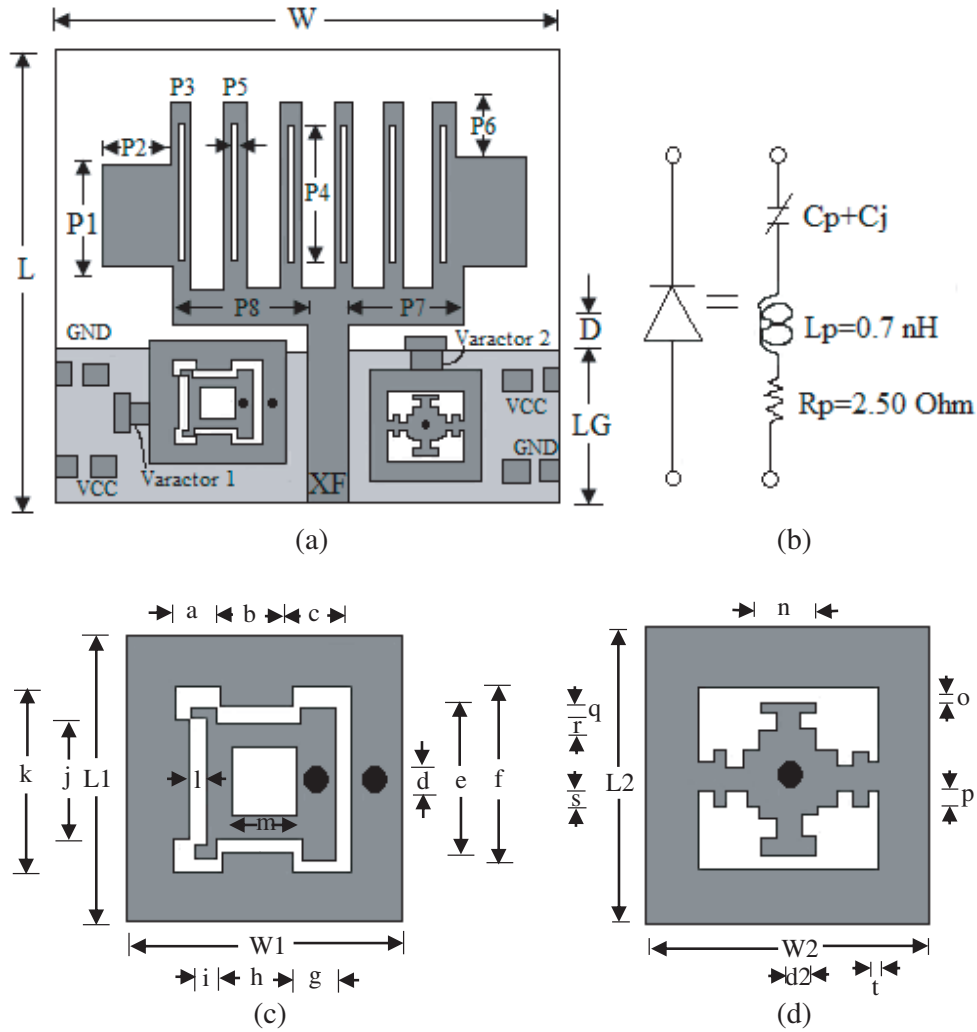 W
P3 P5
P6
P2
P4
P1
L
P8 P7
D
GND
Varactor 2
VCC
LG
GND
Varactor 1
VCC
XF
(a)
Cp+Cj
=
Lp=0.7 nH
Rp=2.50 Ohm
(b)
a b c
k j L1 l m d e f
W1
i h g
(c)
n
o
q
r
L2
s
p
W2
d2 t
(d)